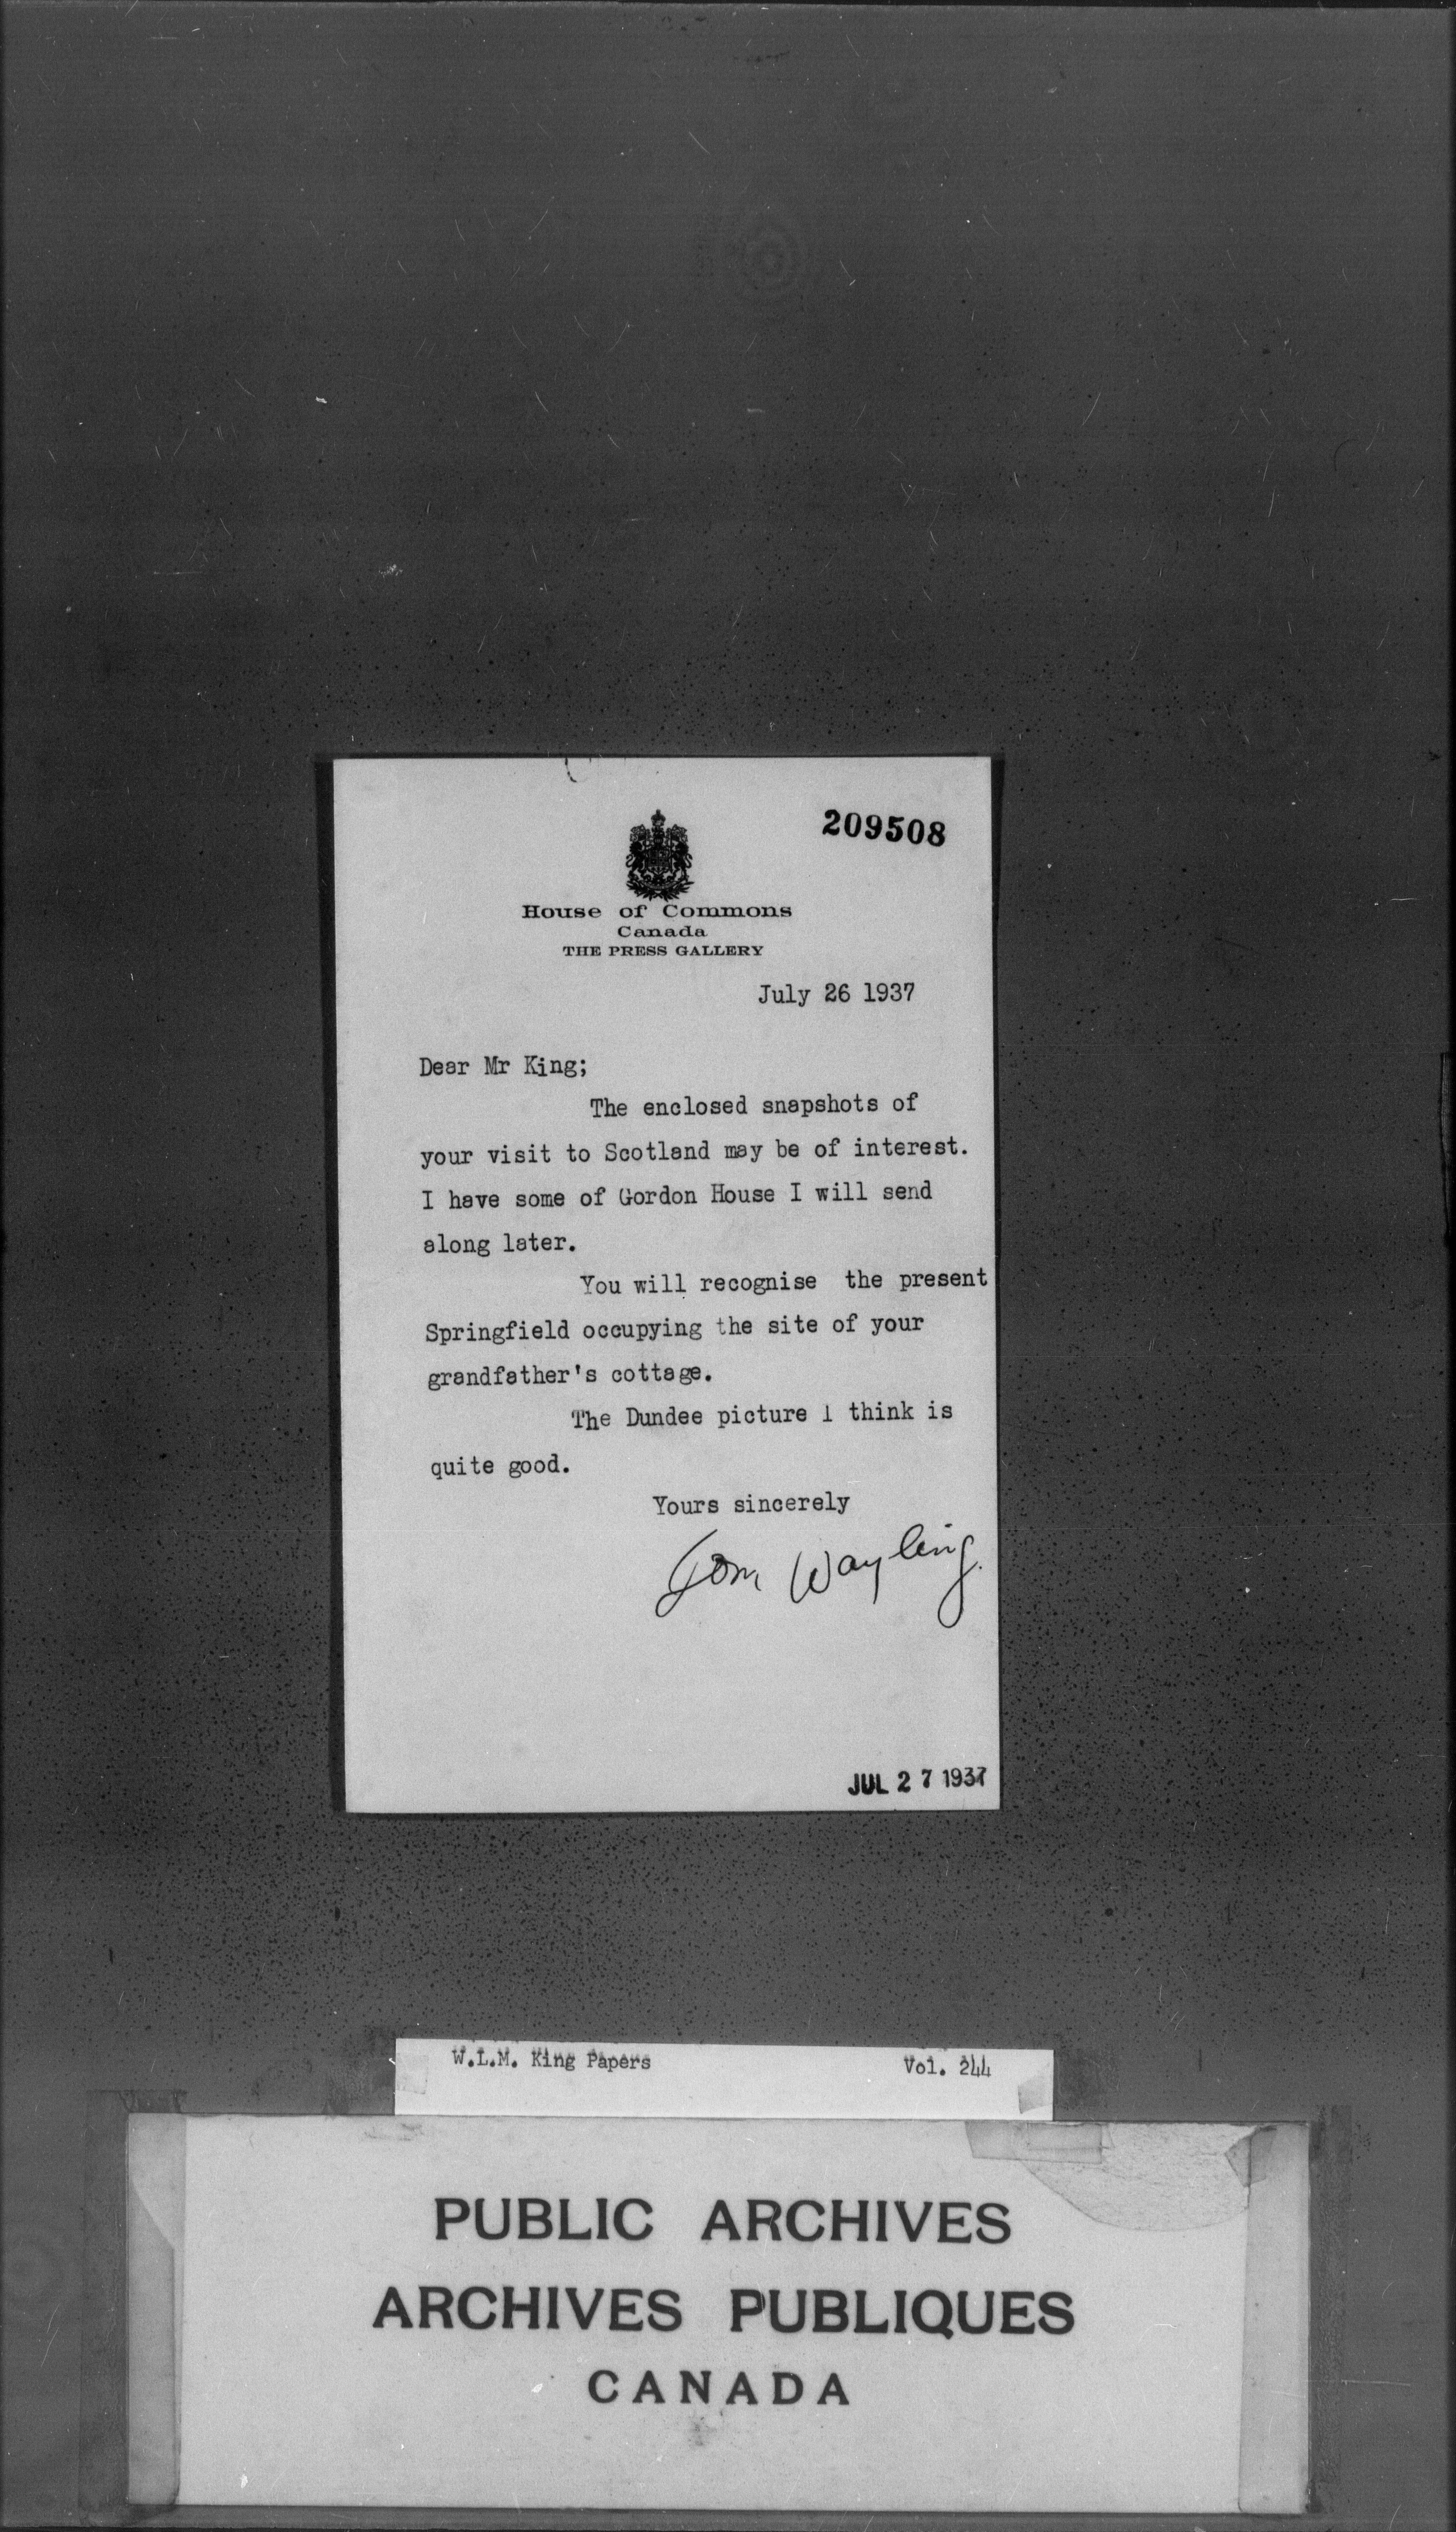 209508
House of Commons
Canada
THE PRESS GALLERY
July 26 1937
Dear Mr King;
The enclosed snapshots of
your visit to Scotland may be of interest.
I have some of Gordon House I will send
along later.
You will recognise the present
Springfield occupying the site of your
grandfather's cottage.
The Dundee picture I think is
quite good.
Yours sincerely
Tom Wayling.
JUL 27 1937
W.L.M. King Papers Vol. 244
PUBLIC ARCHIVES
ARCHIVES PUBLIQUES
CANADA